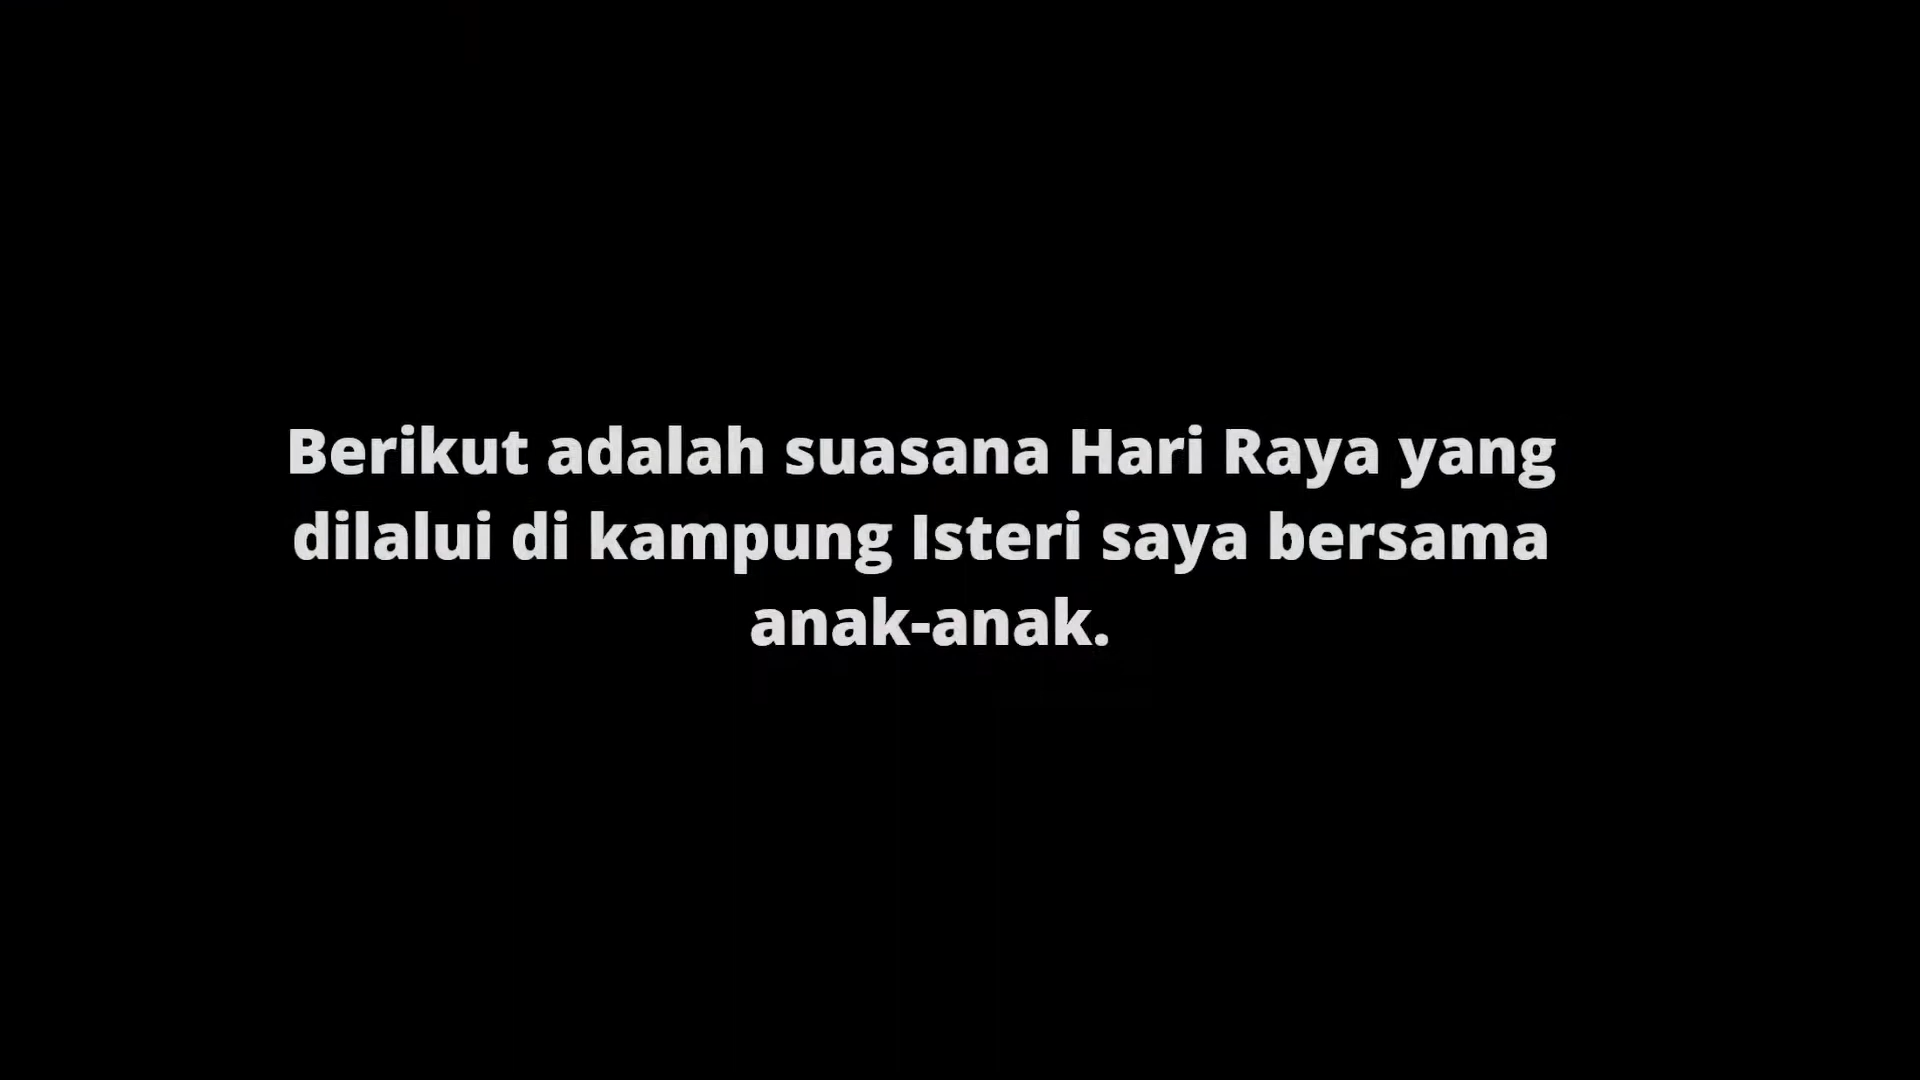 Berikut adalah suasana Hari Raya yang
dilalui di kampung Isteri saya bersama
anak-anak.